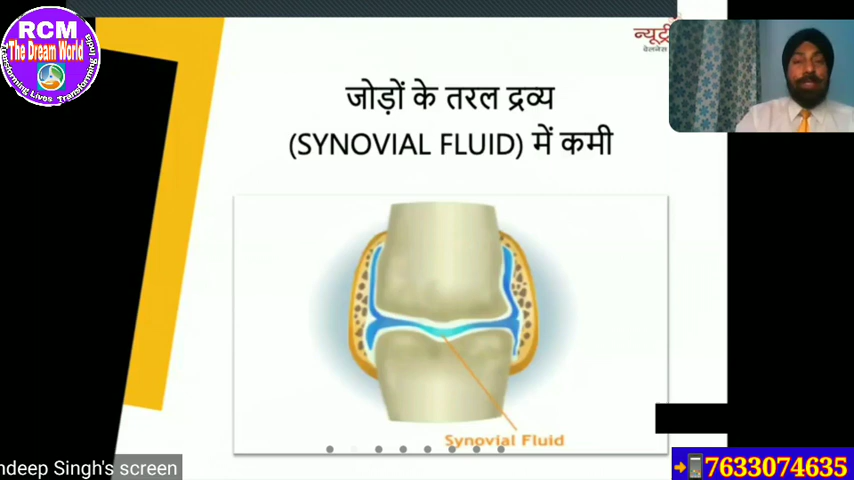 RCM
The Dream World
Transforming Lives, Transforming India
न्यूट्री
वेलनेस
जोड़ों के तरल द्रव्य
(SYNOVIAL FLUID) में कमी
Synovial Fluid
ndeep Singh's screen
7633074635